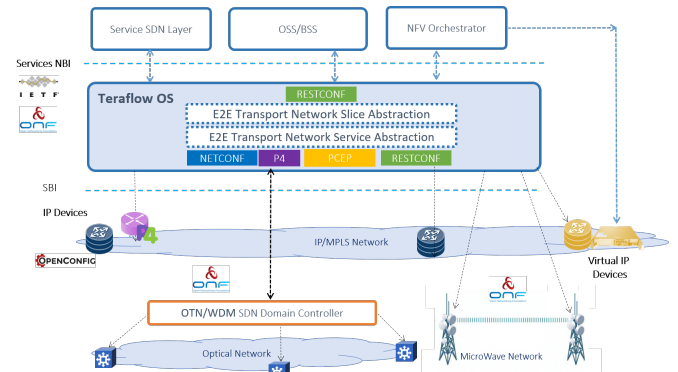 Service SDN Layer
OSS/BSS
NFV Orchestrator
Services NBI
I E T F
ONF
RESTCONF
Teraflow OS
E2E Transport Network Slice Abstraction
E2E Transport Network Service Abstraction
NETCONF
P4
PCEP
RESTCONF
SBI
IP Devices
P4
IP/MPLS Network
OPENCONFIG
Virtual IP
Devices
ONF
ONF
OTN/WDM SDN Domain Controller
Optical Network
MicroWave Network